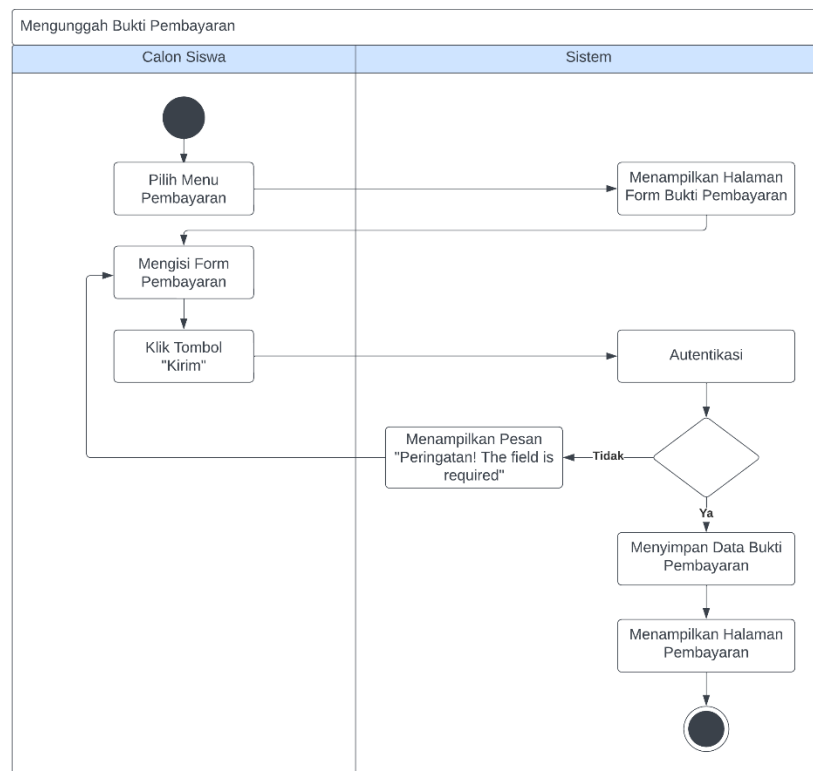 Mengunggah Bukti Pembayaran
Calon Siswa
Sistem
Pilih Menu
Pembayaran
Menampilkan Halaman
Form Bukti Pembayaran
Mengisi Form
Pembayaran
Klik Tombol
"Kirim"
Autentikasi
Menampilkan Pesan
"Peringatan! The field is
required"
Tidak
Ya
Menyimpan Data Bukti
Pembayaran
Menampilkan Halaman
Pembayaran